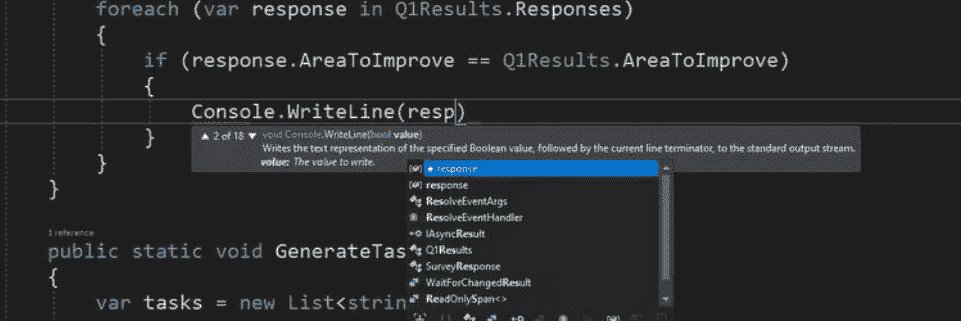 foreach (var response in Q1Results.Responses)
{
if (response.AreaToImprove == Q1Results.AreaToImprove)
{
Console.WriteLine(resp)
▲ 2 of 18 ▼ void Console.WriteLine(bool value)
Writes the text representation of the specified Boolean value, followed by the current line terminator, to the standard output stream.
value: The value to write.
}
★ response
response
}
ResolveEventArgs
}
ResolveEventHandler
IAsyncResult
1 reference
public static void GenerateTas
Q1Results
SurveyResponse
{
WaitForChangedResult
var tasks = new List<strin
ReadOnlySpan<>